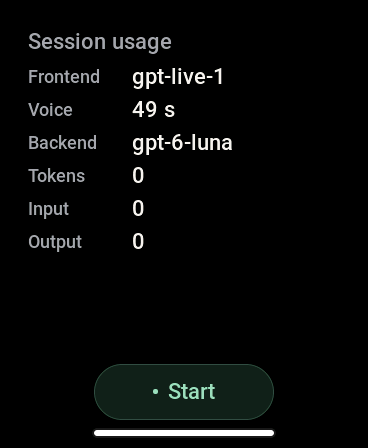 Session usage
Frontend gpt-live-1
Voice 49 s
Backend gpt-6-luna
Tokens 0
Input 0
Output 0
Start